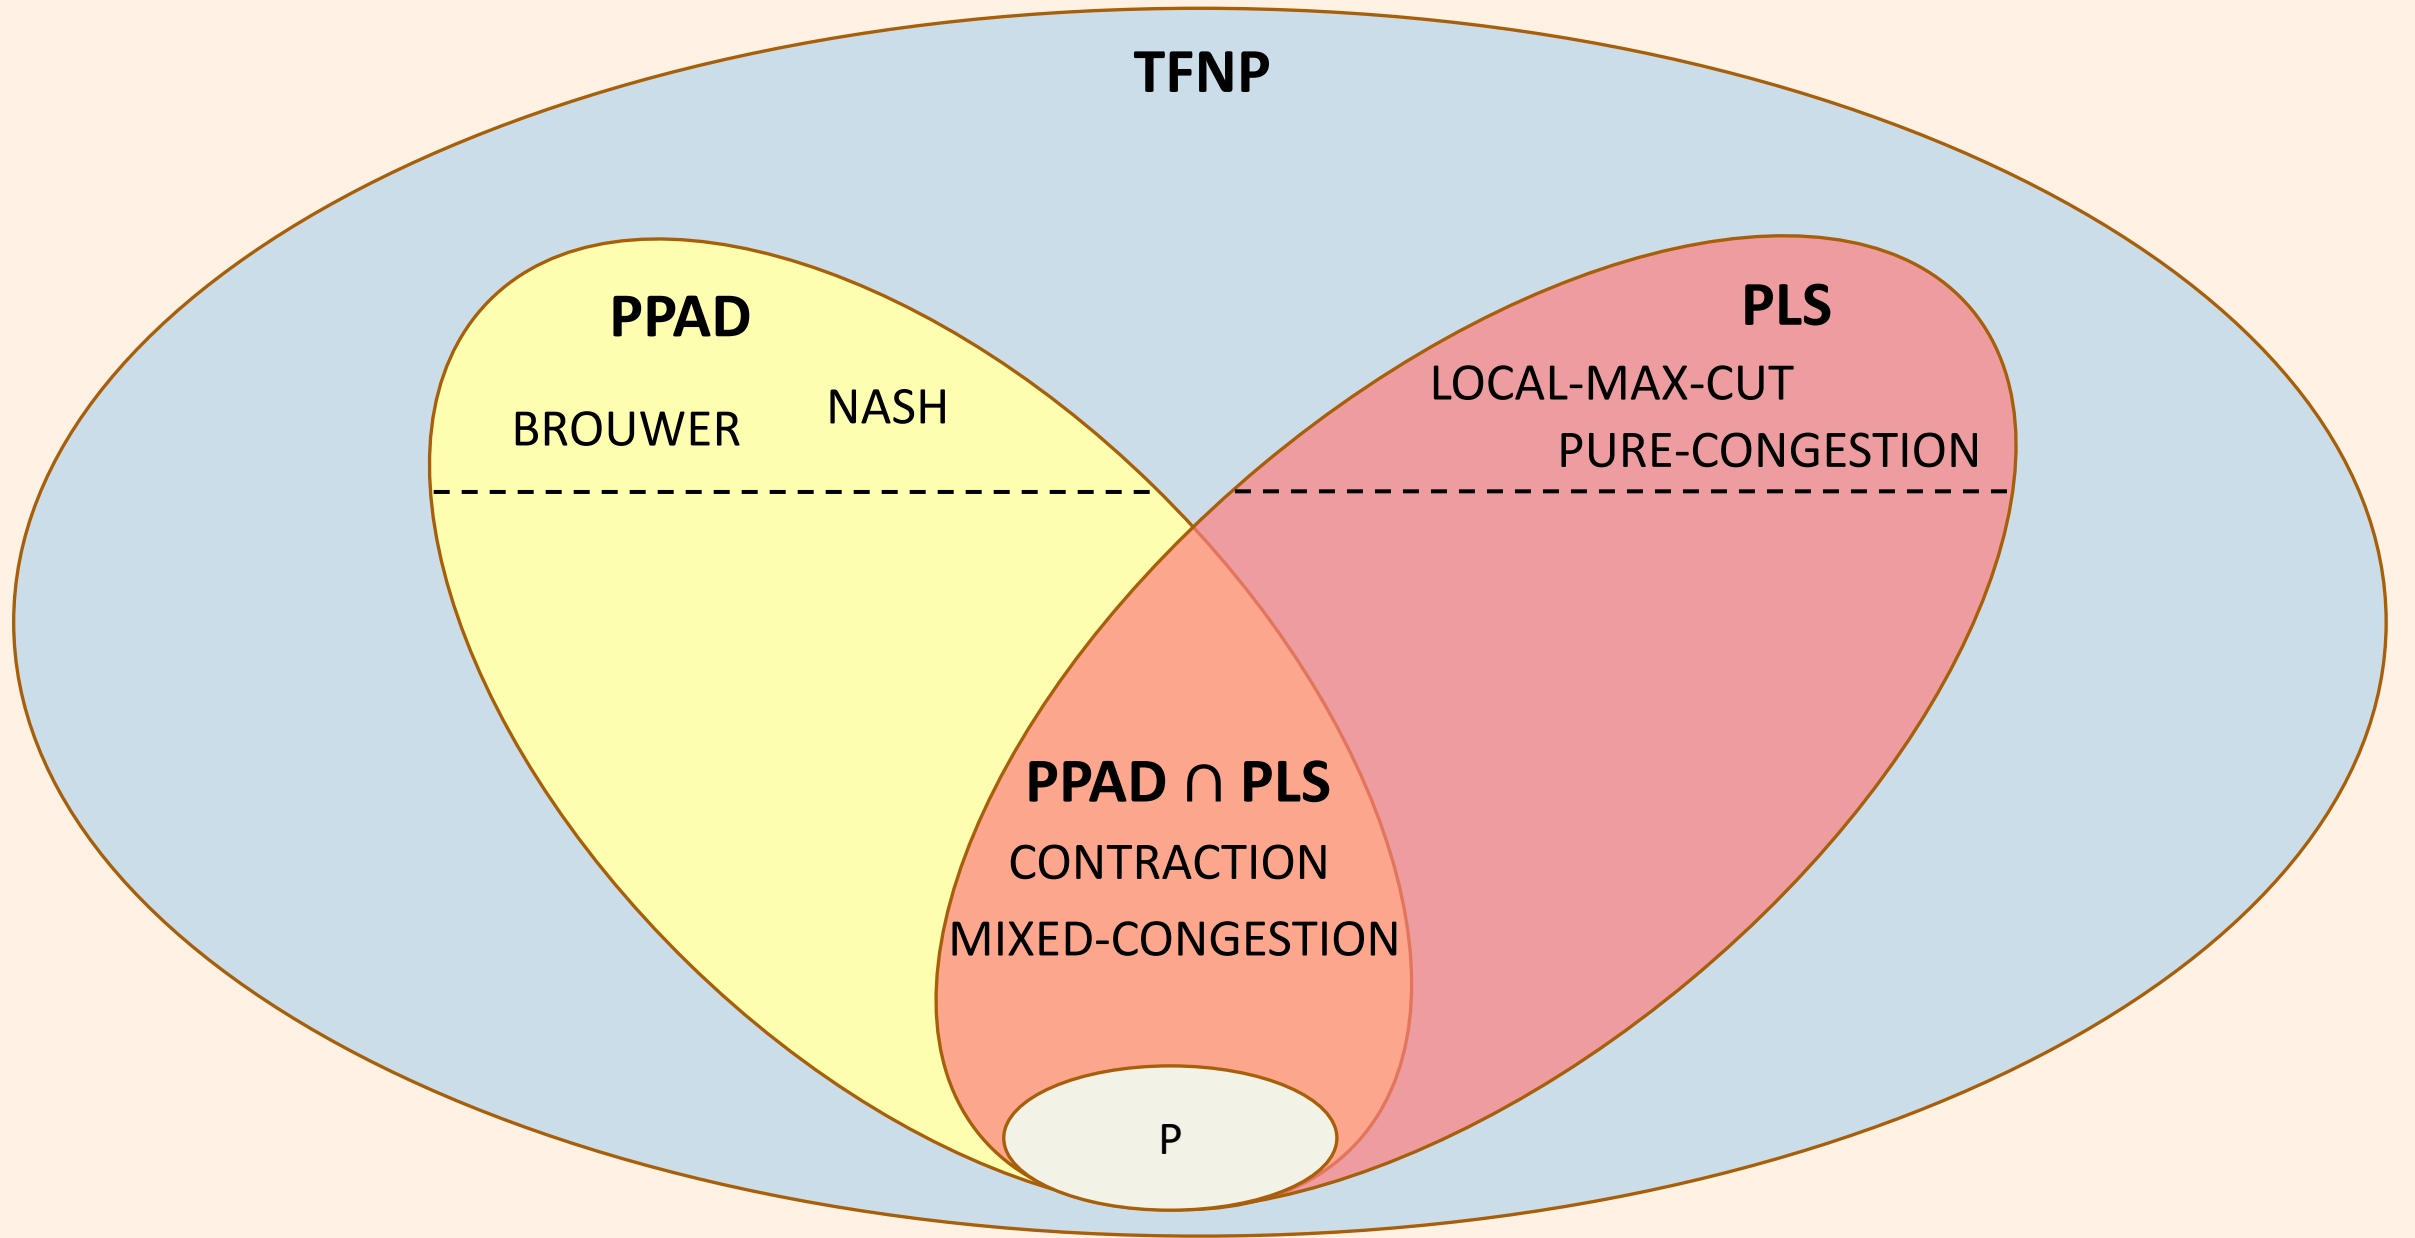 TFNP
PPAD
BROUWER
NASH
PLS
LOCAL-MAX-CUT
PURE-CONGESTION
PPAD ∩ PLS
CONTRACTION
MIXED-CONGESTION
P